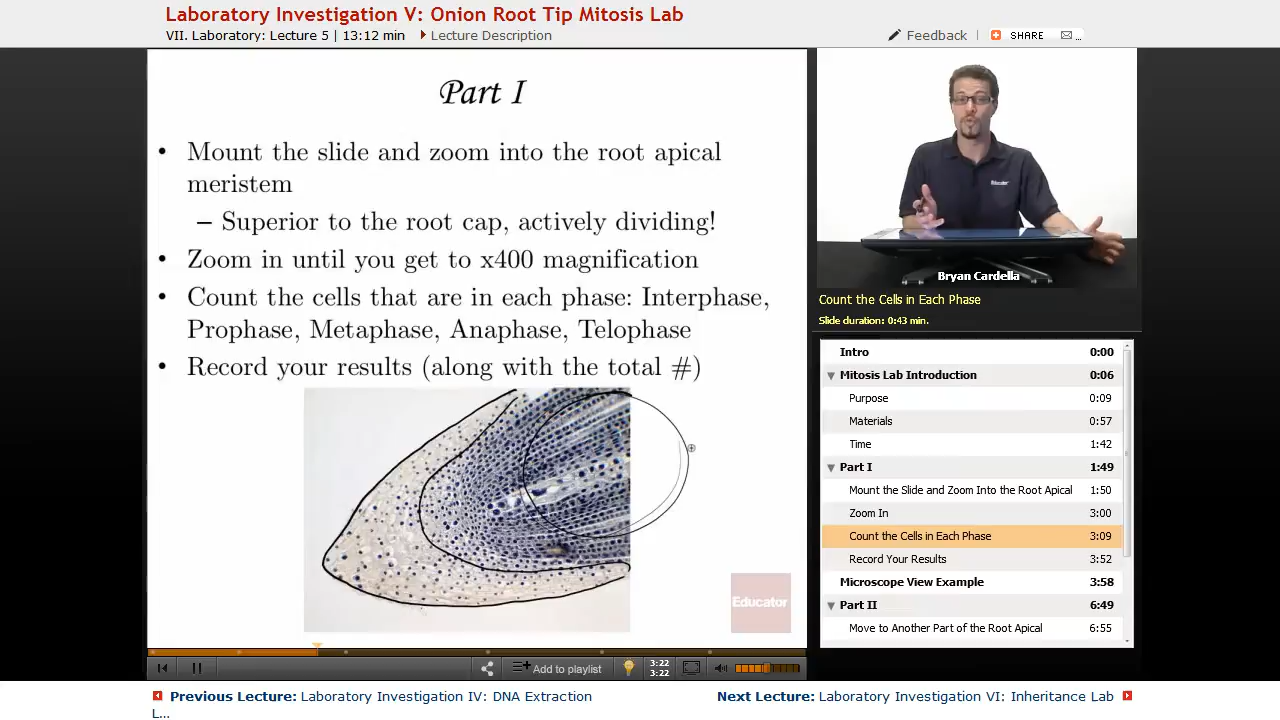 Laboratory Investigation V: Onion Root Tip Mitosis Lab
VII. Laboratory: Lecture 5 | 13:12 min
Lecture Description
Feedback
SHARE
Part I
• Mount the slide and zoom into the root apical
meristem
– Superior to the root cap, actively dividing!
• Zoom in until you get to x400 magnification
• Count the cells that are in each phase: Interphase,
Prophase, Metaphase, Anaphase, Telophase
• Record your results (along with the total #)
Educator
Bryan Cardella
Count the Cells in Each Phase
Slide duration: 0:43 min.
Intro 0:00
Mitosis Lab Introduction 0:06
Purpose 0:09
Materials 0:57
Time 1:42
Part I 1:49
Mount the Slide and Zoom Into the Root Apical 1:50
Zoom In 3:00
Count the Cells in Each Phase 3:09
Record Your Results 3:52
Microscope View Example 3:58
Part II 6:49
Move to Another Part of the Root Apical 6:55
Add to playlist
3:22
3:22
Previous Lecture: Laboratory Investigation IV: DNA Extraction
L...
Next Lecture: Laboratory Investigation VI: Inheritance Lab